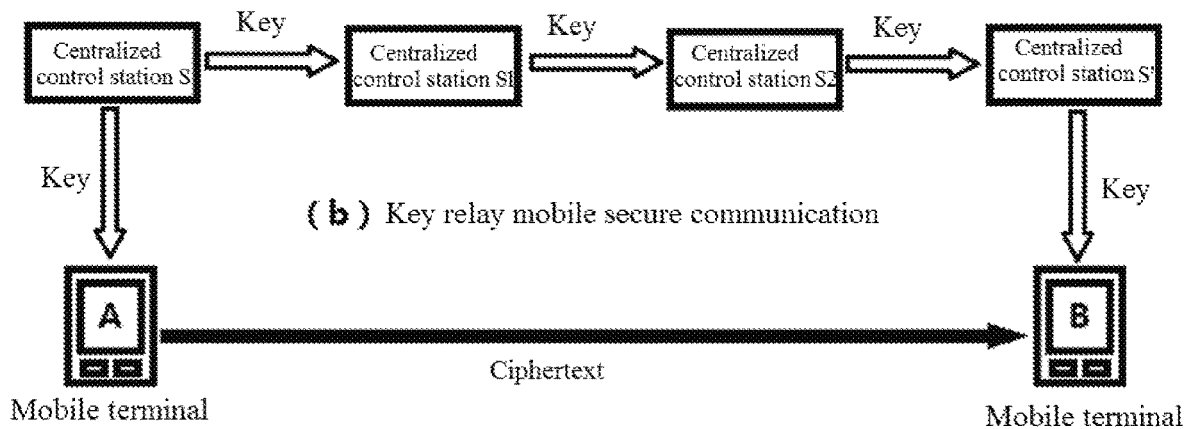 Key
Key
Key
Centralized
control station S
Centralized
control station S1
Centralized
control station S2
Centralized
control station S'
Key
Key
( b ) Key relay mobile secure communication
A
B
Ciphertext
Mobile terminal
Mobile terminal